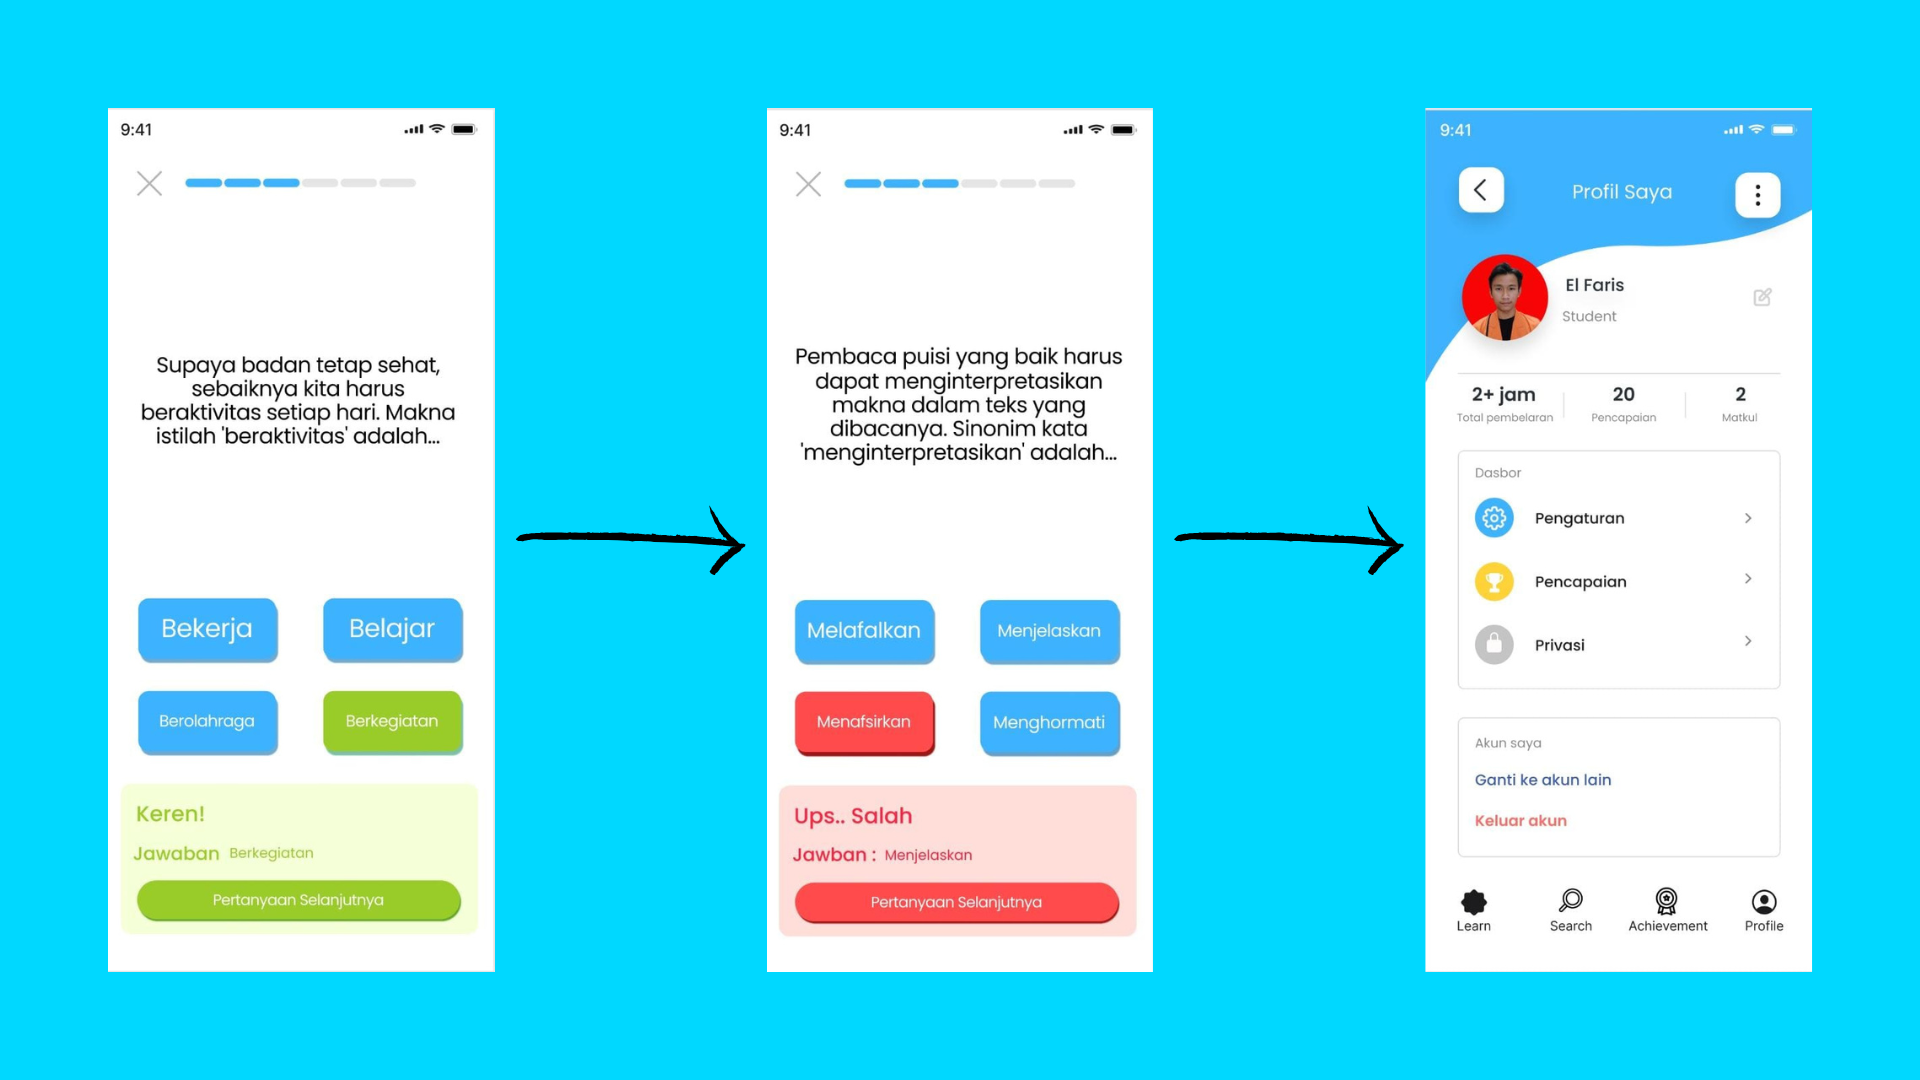 9:41
Supaya badan tetap sehat,
sebaiknya kita harus
beraktivitas setiap hari. Makna
istilah 'beraktivitas' adalah...
Bekerja
Belajar
Berolahraga
Berkegiatan
Keren!
Jawaban Berkegiatan
Pertanyaan Selanjutnya
9:41
Pembaca puisi yang baik harus
dapat menginterpretasikan
makna dalam teks yang
dibacanya. Sinonim kata
'menginterpretasikan' adalah...
Melafalkan
Menjelaskan
Menafsirkan
Menghormati
Ups.. Salah
Jawban : Menjelaskan
Pertanyaan Selanjutnya
9:41
Profil Saya
El Faris
Student
2+ jam
Total pembelaran
20
Pencapaian
2
Matkul
Dasbor
Pengaturan
Pencapaian
Privasi
Akun saya
Ganti ke akun lain
Keluar akun
Learn
Search
Achievement
Profile